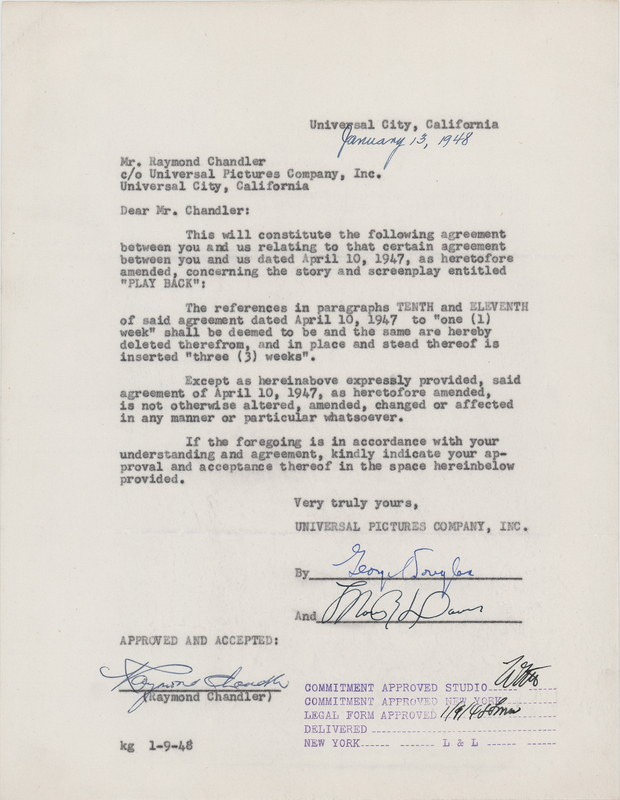 Universal City, California
January 13, 1948
Mr. Raymond Chandler
c/o Universal Pictures Company, Inc.
Universal City, California
Dear Mr. Chandler:
This will constitute the following agreement
between you and us relating to that certain agreement
between you and us dated April 10, 1947, as heretofore
amended, concerning the story and screenplay entitled
"PLAY BACK":
The references in paragraphs TENTH and ELEVENTH
of said agreement dated April 10, 1947 to "one (1)
week" shall be deemed to be and the same are hereby
deleted therefrom, and in place and stead thereof is
inserted "three (3) weeks".
Except as hereinabove expressly provided, said
agreement of April 10, 1947, as heretofore amended,
is not otherwise altered, amended, changed or affected
in any manner or particular whatsoever.
If the foregoing is in accordance with your
understanding and agreement, kindly indicate your ap-
proval and acceptance thereof in the space hereinbelow
provided.
Very truly yours,
UNIVERSAL PICTURES COMPANY, INC.
By George Douglas
And
APPROVED AND ACCEPTED:
Raymond Chandler
(Raymond Chandler)
COMMITMENT APPROVED STUDIO
COMMITMENT APPROVED NEW YORK
LEGAL FORM APPROVED 1/9/48
DELIVERED
NEW YORK L & L
kg 1-9-48